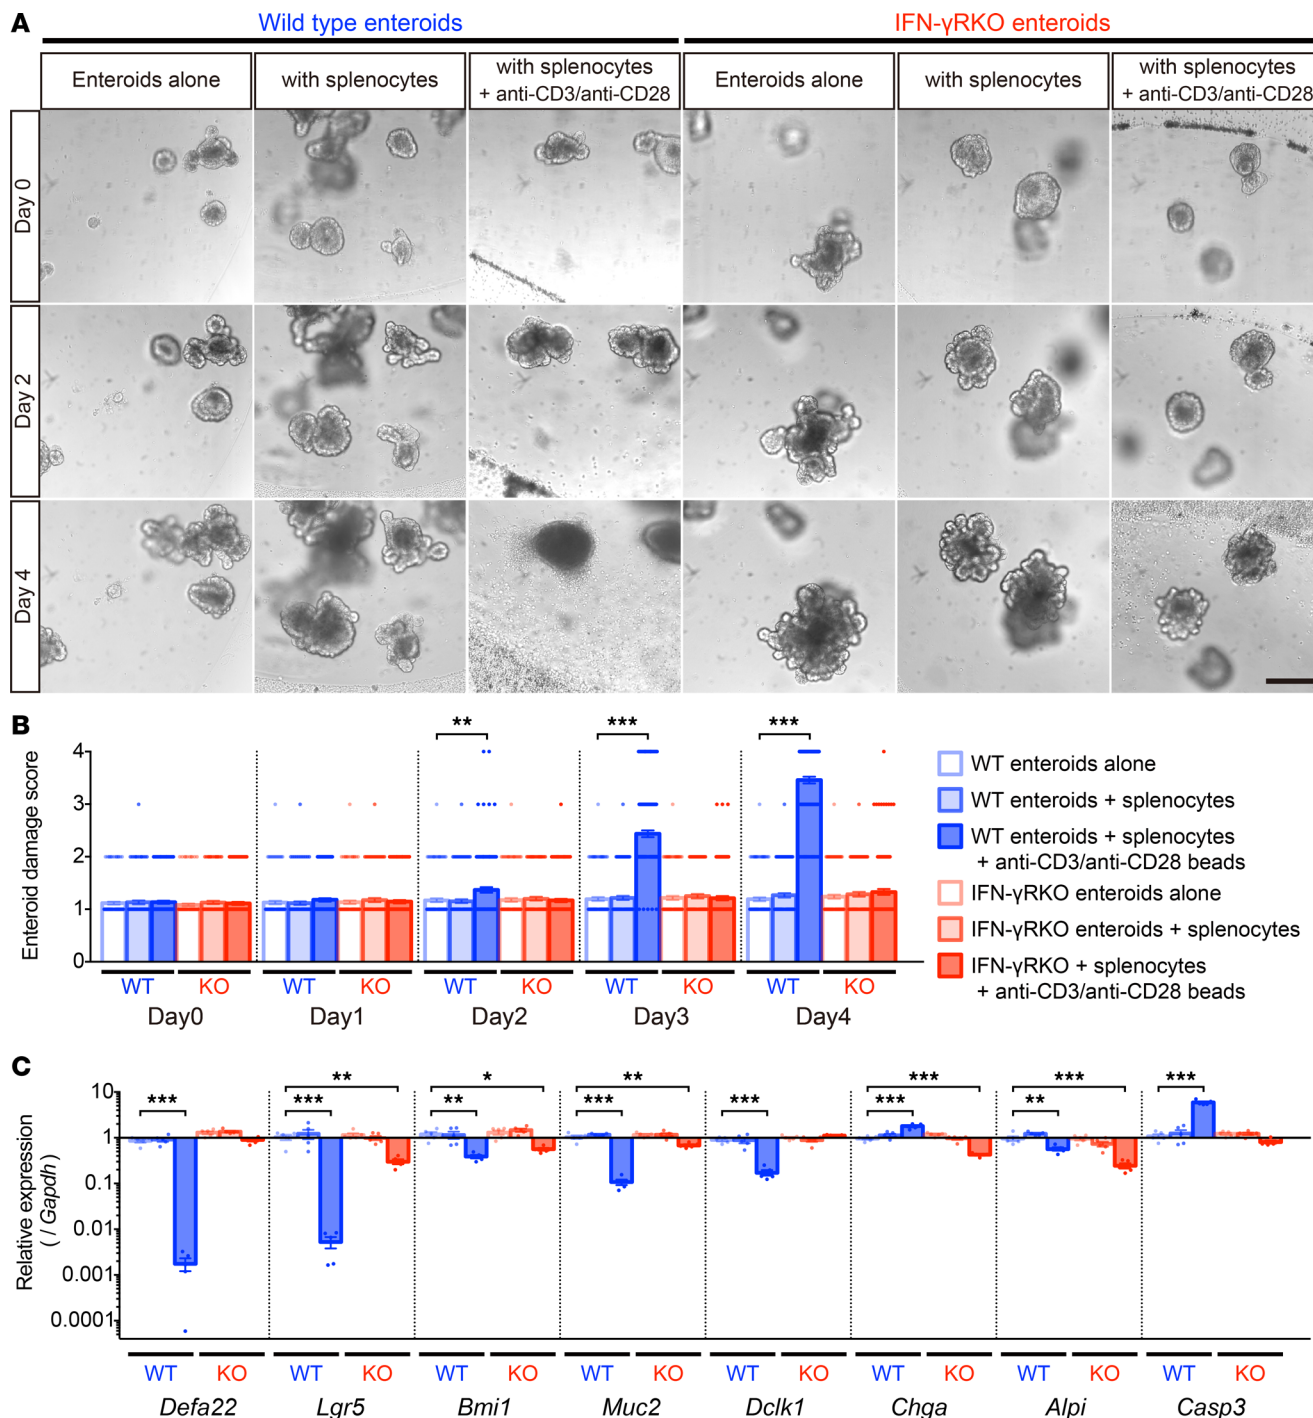 A
Wild type enteroids
IFN-γRKO enteroids
Enteroids alone
with splenocytes
with splenocytes
+ anti-CD3/anti-CD28
Enteroids alone
with splenocytes
with splenocytes
+ anti-CD3/anti-CD28
Day 0
Day 2
Day 4
B
Enteroid damage score
4
3
2
1
0
** *** ***
WT KO WT KO WT KO WT KO WT KO
Day0 Day1 Day2 Day3 Day4
WT enteroids alone
WT enteroids + splenocytes
WT enteroids + splenocytes
+ anti-CD3/anti-CD28 beads
IFN-γRKO enteroids alone
IFN-γRKO enteroids + splenocytes
IFN-γRKO + splenocytes
+ anti-CD3/anti-CD28 beads
C
Relative expression
( / Gapdh)
10
1
0.1
0.01
0.001
0.0001
** * ** *** *** ***
*** *** ** *** *** *** **
WT KO WT KO WT KO WT KO WT KO WT KO WT KO WT KO
Defa22 Lgr5 Bmi1 Muc2 Dclk1 Chga Alpi Casp3